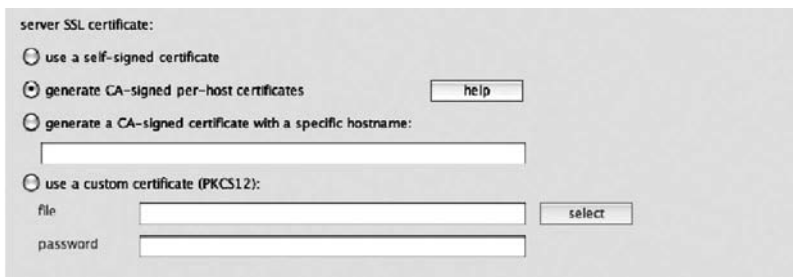 server SSL certificate:
use a self-signed certificate
generate CA-signed per-host certificates help
generate a CA-signed certificate with a specific hostname:
use a custom certificate (PKCS12):
file select
password